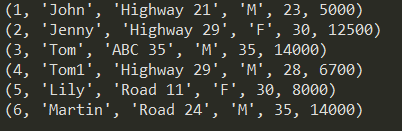 (1, 'John', 'Highway 21', 'M', 23, 5000)
(2, 'Jenny', 'Highway 29', 'F', 30, 12500)
(3, 'Tom', 'ABC 35', 'M', 35, 14000)
(4, 'Tom1', 'Highway 29', 'M', 28, 6700)
(5, 'Lily', 'Road 11', 'F', 30, 8000)
(6, 'Martin', 'Road 24', 'M', 35, 14000)